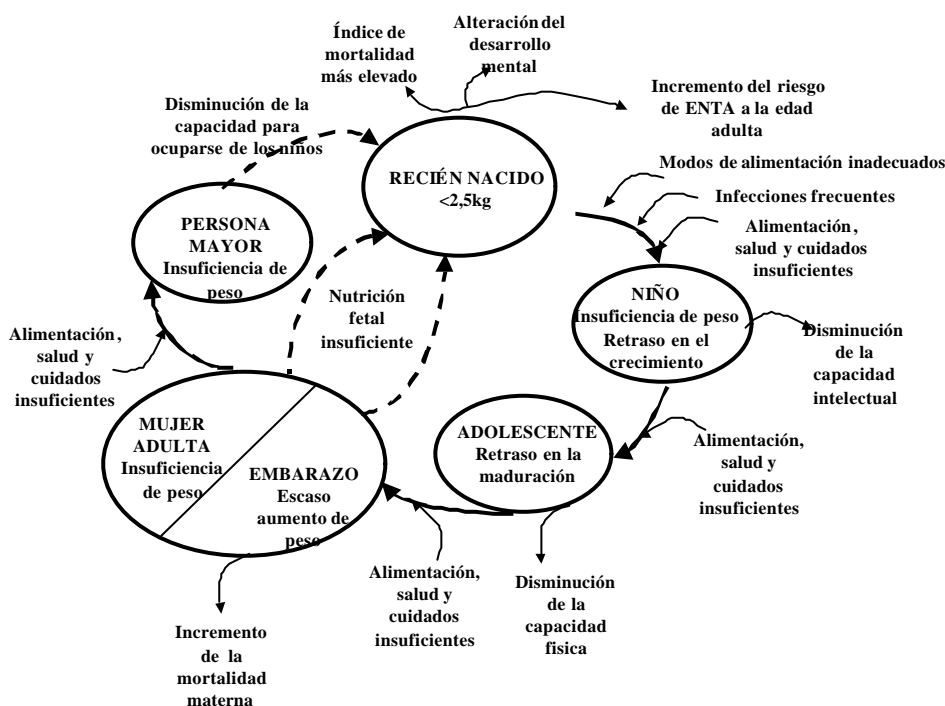 Índice de
mortalidad
más elevado
Alteración del
desarrollo
mental
Incremento del riesgo
de ENTA a la edad
adulta
Disminución de la
capacidad para
ocuparse de los niños
RECIÉN NACIDO
<2,5kg
Modos de alimentación inadecuados
Infecciones frecuentes
Alimentación,
salud y cuidados
insuficientes
PERSONA
MAYOR
Insuficiencia de
peso
NIÑO
Insuficiencia de peso
Retraso en el
crecimiento
Disminución
de la
capacidad
intelectual
Nutrición
fetal
insuficiente
Alimentación,
salud y
cuidados
insuficientes
MUJER
ADULTA
Insuficiencia
de peso
EMBARAZO
Escaso
aumento de
peso
ADOLESCENTE
Retraso en la
maduración
Alimentación,
salud y
cuidados
insuficientes
Alimentación,
salud y
cuidados
insuficientes
Disminución
de la
capacidad
fisica
Incremento
de la
mortalidad
materna